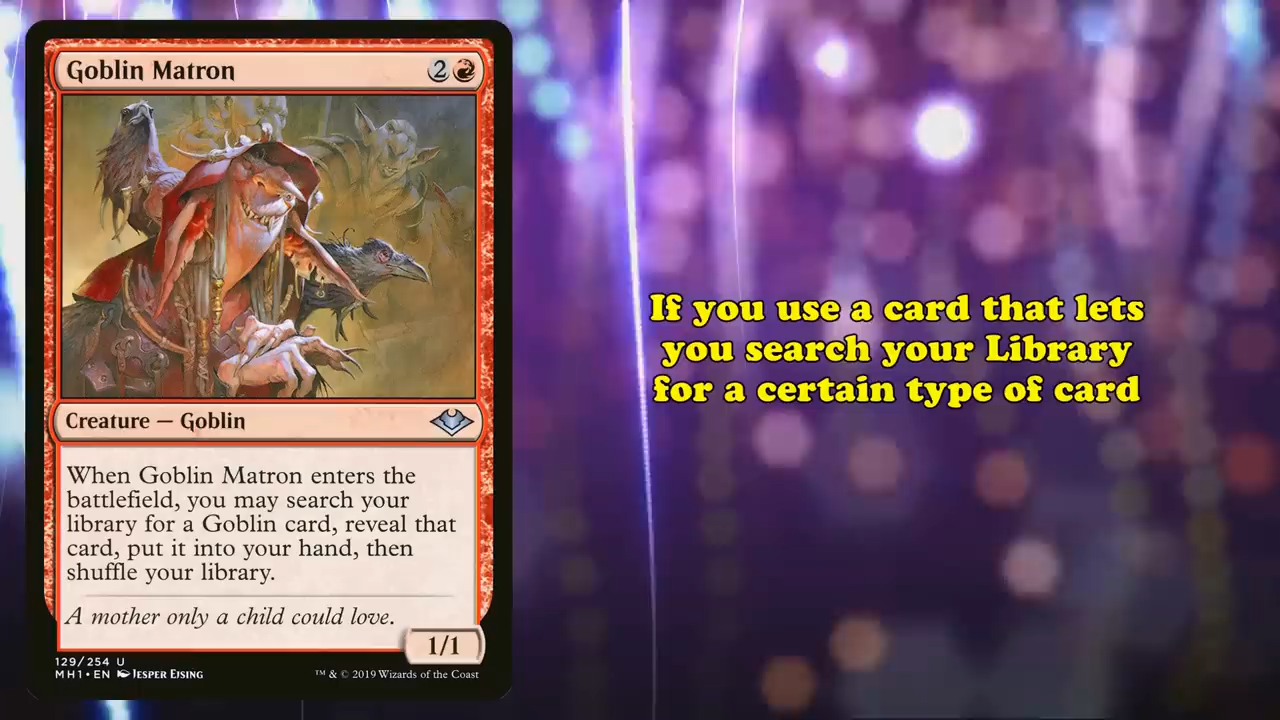 Goblin Matron
2
Creature — Goblin
When Goblin Matron enters the
battlefield, you may search your
library for a Goblin card, reveal that
card, put it into your hand, then
shuffle your library.
A mother only a child could love.
1/1
129/254 U
MH1 • EN Jesper Ejsing
™ & © 2019 Wizards of the Coast
If you use a card that lets
you search your Library
for a certain type of card